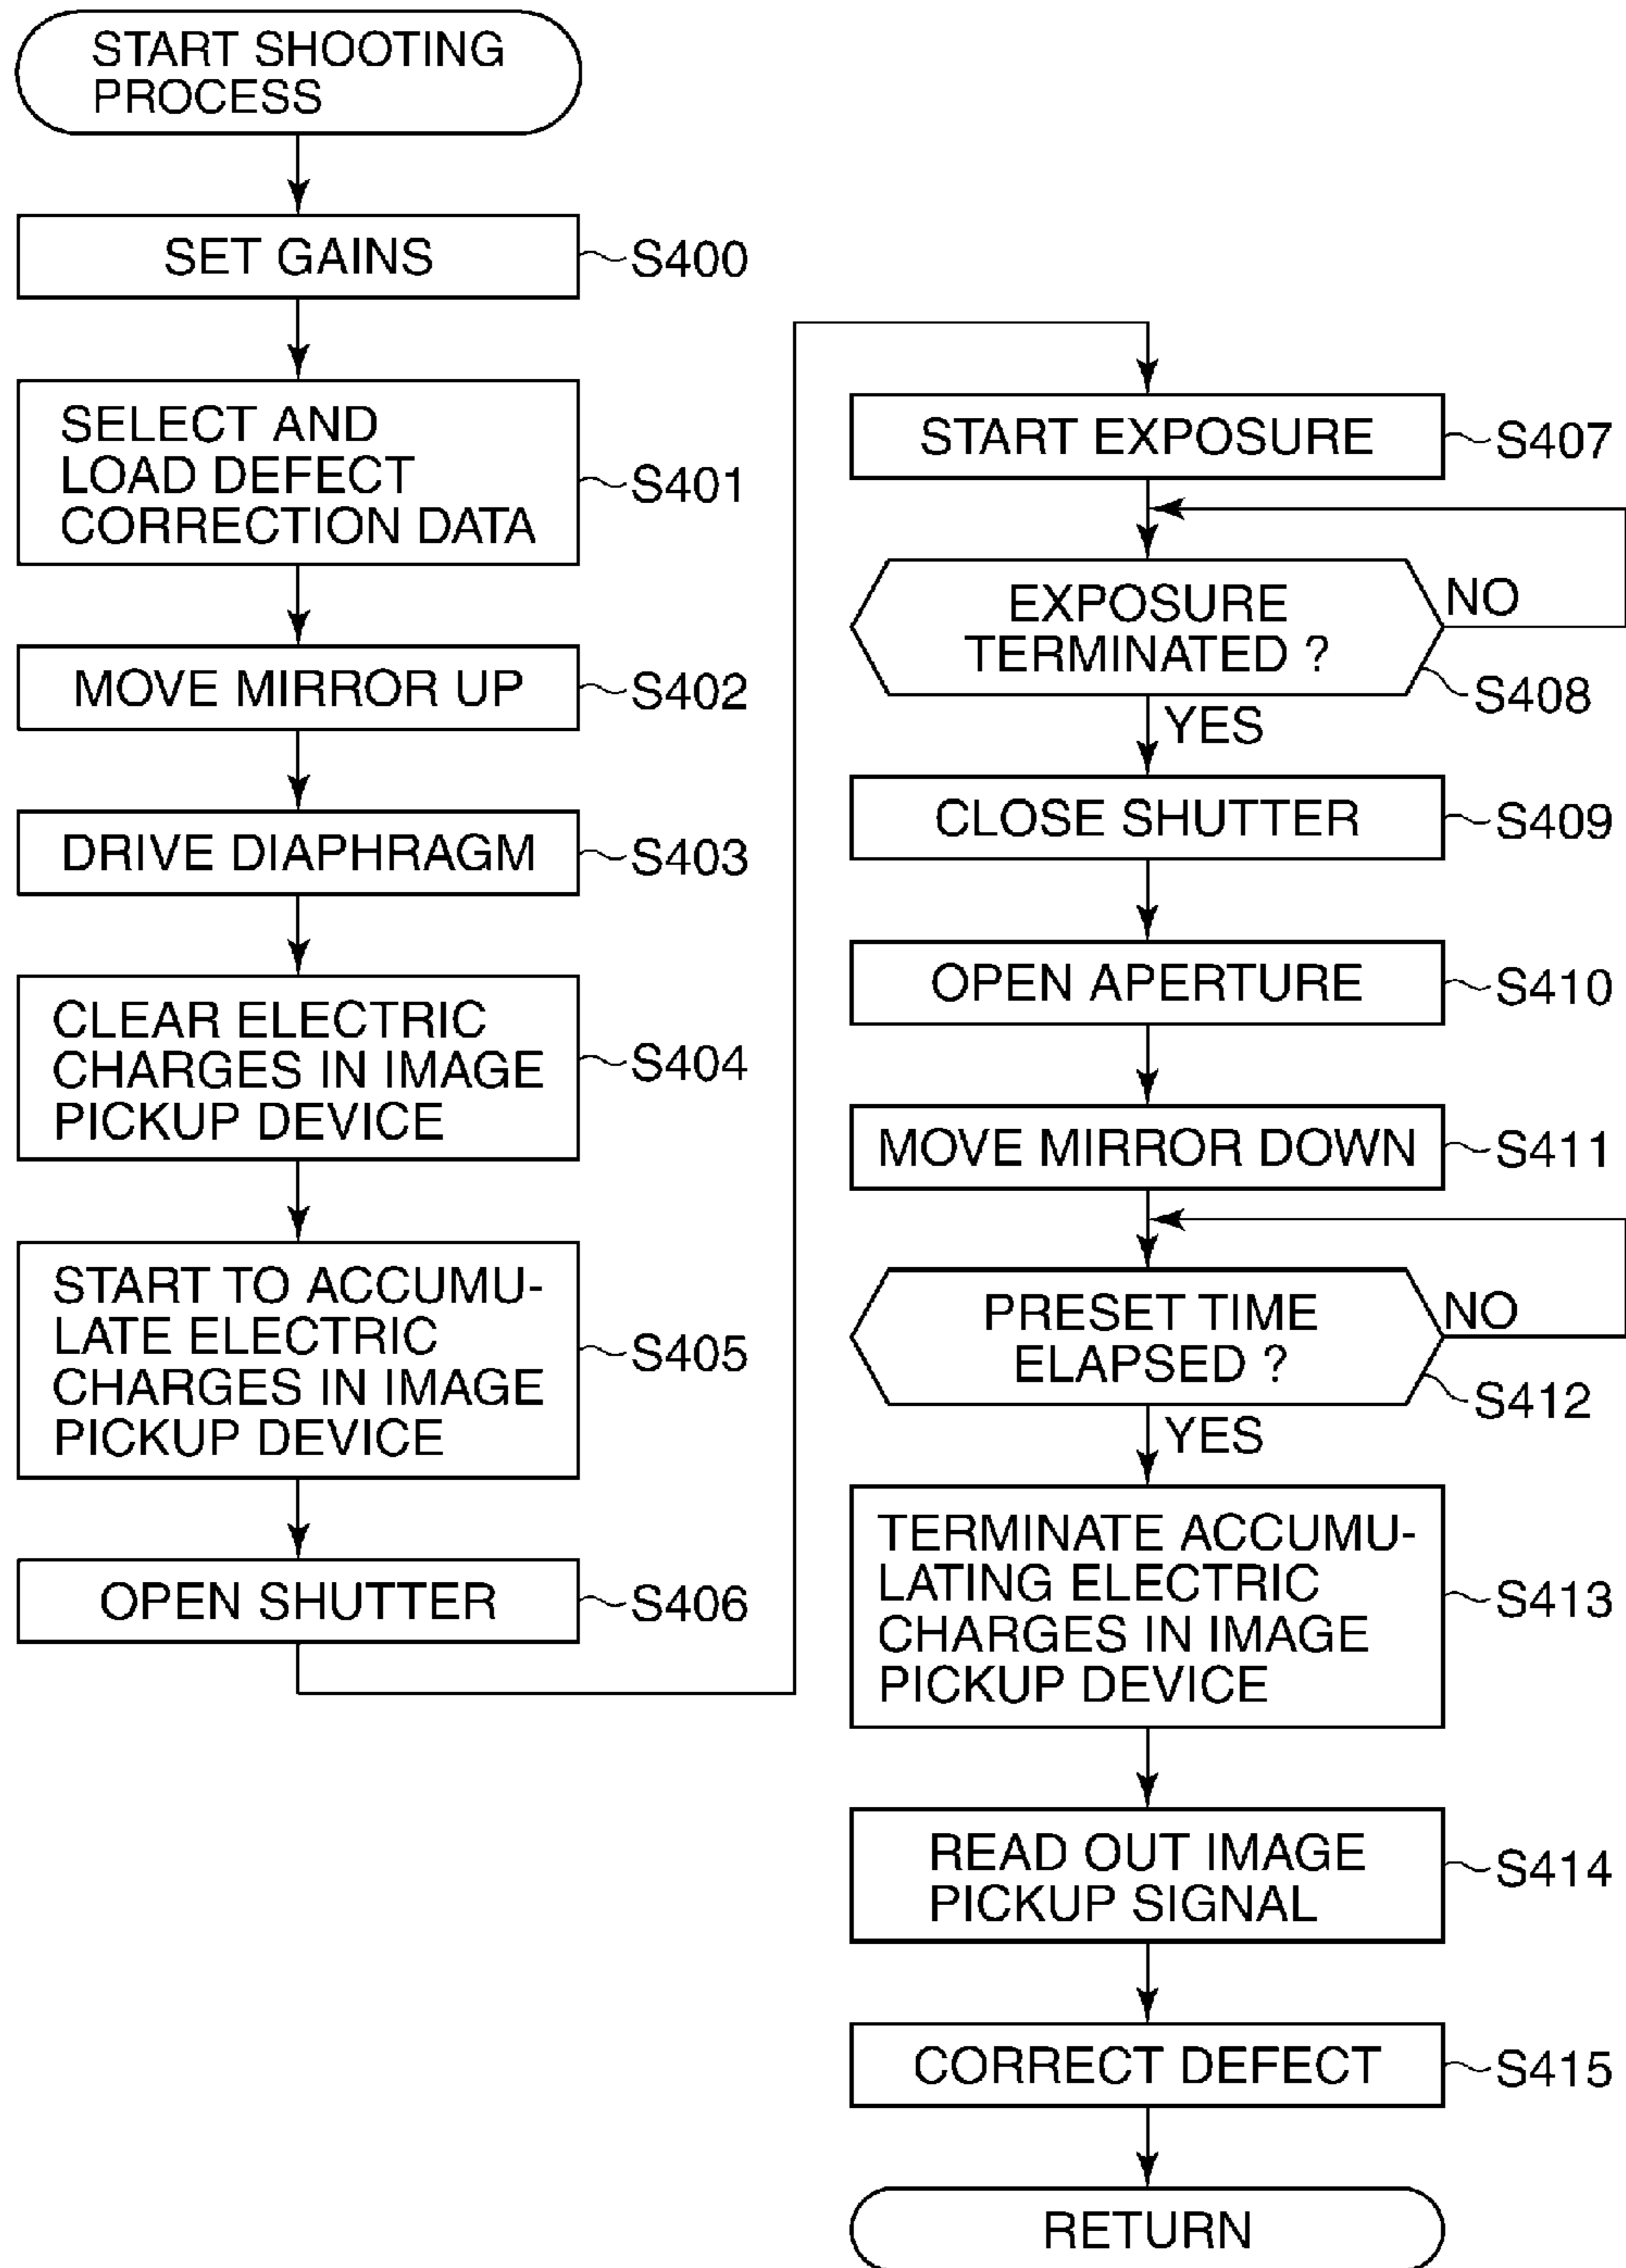 START SHOOTING
PROCESS
SET GAINS
S400
SELECT AND
LOAD DEFECT
CORRECTION DATA
S401
MOVE MIRROR UP
S402
DRIVE DIAPHRAGM
S403
CLEAR ELECTRIC
CHARGES IN IMAGE
PICKUP DEVICE
S404
START TO ACCUMU-
LATE ELECTRIC
CHARGES IN IMAGE
PICKUP DEVICE
S405
OPEN SHUTTER
S406
START EXPOSURE
S407
EXPOSURE
TERMINATED ?
NO
S408
YES
CLOSE SHUTTER
S409
OPEN APERTURE
S410
MOVE MIRROR DOWN
S411
PRESET TIME
ELAPSED ?
NO
S412
YES
TERMINATE ACCUMU-
LATING ELECTRIC
CHARGES IN IMAGE
PICKUP DEVICE
S413
READ OUT IMAGE
PICKUP SIGNAL
S414
CORRECT DEFECT
S415
RETURN